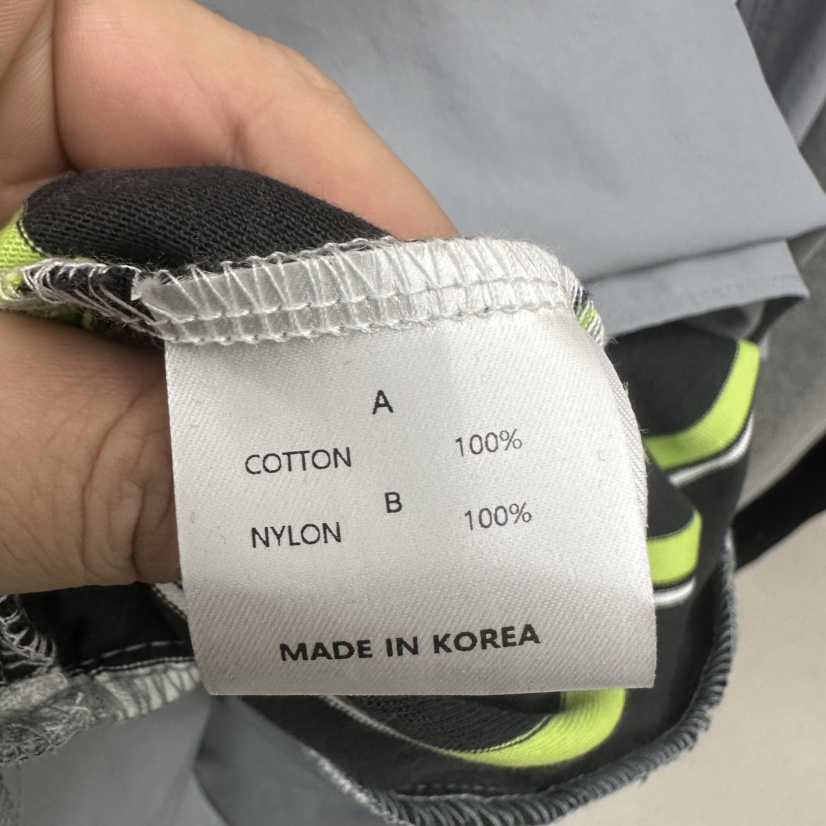 A
COTTON 100%
B
NYLON 100%
MADE IN KOREA